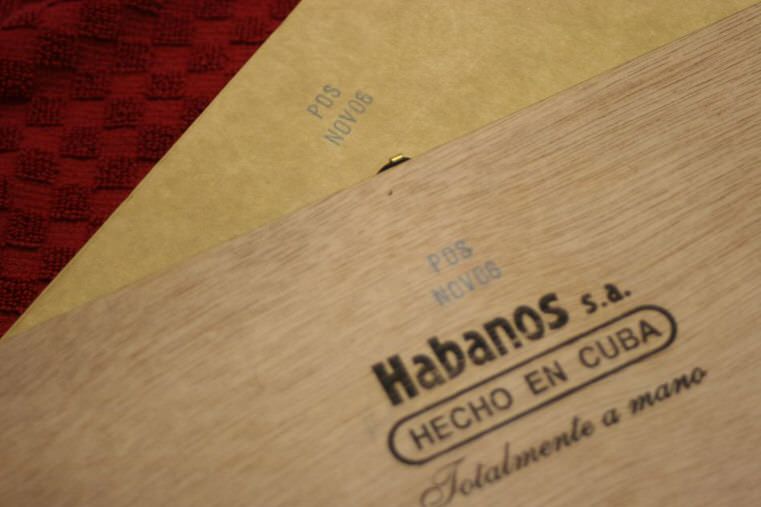 POS
NOV06
POS
NOV06
Habanos s.a.
HECHO EN CUBA
Totalmente a mano